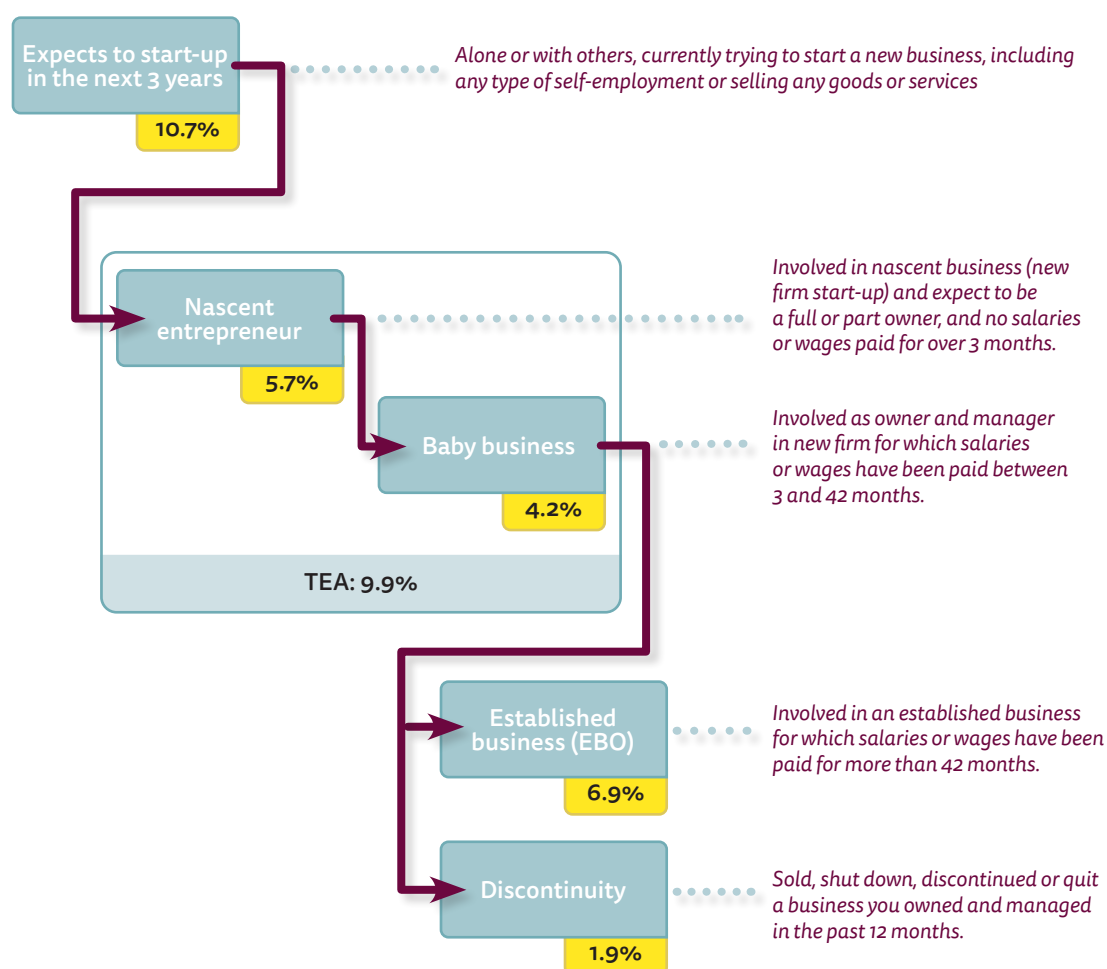 Expects to start-up
in the next 3 years
10.7%
Alone or with others, currently trying to start a new business, including
any type of self-employment or selling any goods or services
Nascent
entrepreneur
5.7%
Involved in nascent business (new
firm start-up) and expect to be
a full or part owner, and no salaries
or wages paid for over 3 months.
Baby business
4.2%
Involved as owner and manager
in new firm for which salaries
or wages have been paid between
3 and 42 months.
TEA: 9.9%
Established
business (EBO)
6.9%
Involved in an established business
for which salaries or wages have been
paid for more than 42 months.
Discontinuity
1.9%
Sold, shut down, discontinued or quit
a business you owned and managed
in the past 12 months.